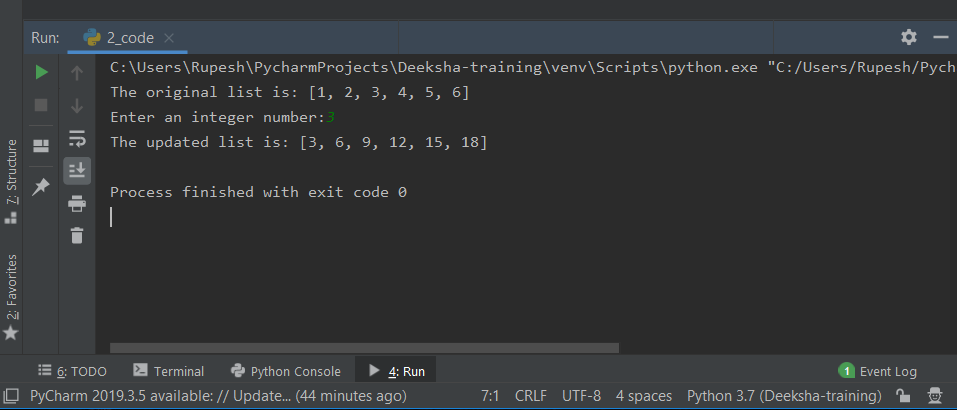 Run: 2_code
C:\Users\Rupesh\PycharmProjects\Deeksha-training\venv\Scripts\python.exe "C:/Users/Rupesh/Pych
The original list is: [1, 2, 3, 4, 5, 6]
Enter an integer number:3
The updated list is: [3, 6, 9, 12, 15, 18]
Process finished with exit code 0
7: Structure
2: Favorites
6: TODO Terminal Python Console 4: Run 1 Event Log
PyCharm 2019.3.5 available: // Update... (44 minutes ago) 7:1 CRLF UTF-8 4 spaces Python 3.7 (Deeksha-training)